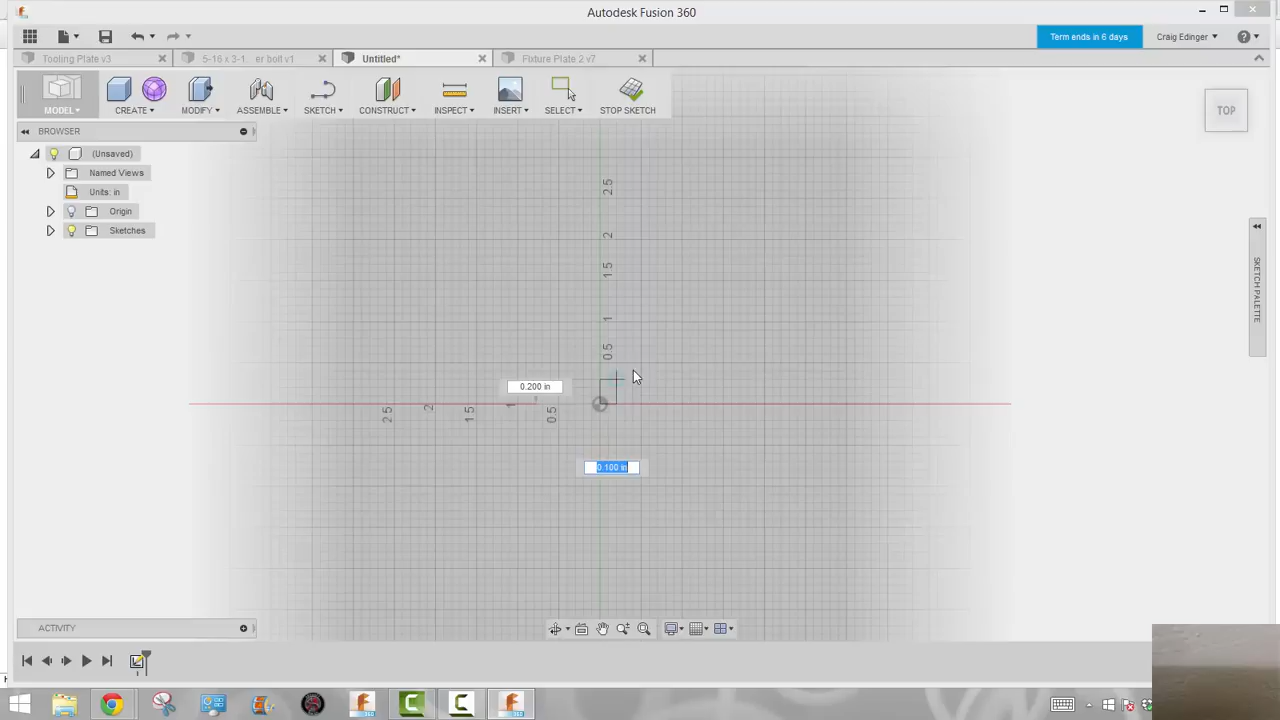 Autodesk Fusion 360
Term ends in 6 days
Craig Edinger
Tooling Plate v3
5-16 x 3-1... er bolt v1
Untitled*
Fixture Plate 2 v7
MODEL
CREATE
MODIFY
ASSEMBLE
SKETCH
CONSTRUCT
INSPECT
INSERT
SELECT
STOP SKETCH
TOP
BROWSER
(Unsaved)
Named Views
Units: in
Origin
Sketches
SKETCH PALETTE
2.5
2
1.5
1
0.5
0.200 in
2.5
2
1.5
1
0.5
0.100 in
ACTIVITY